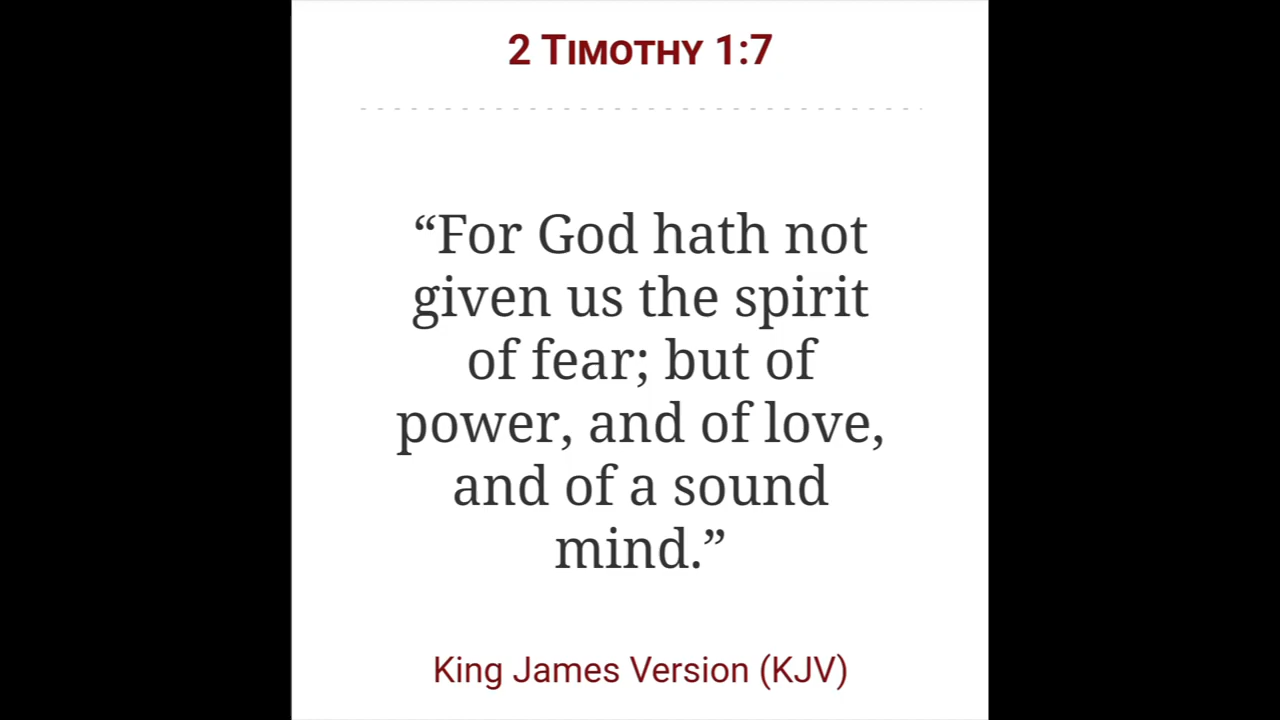 2 Timothy 1:7
“For God hath not
given us the spirit
of fear; but of
power, and of love,
and of a sound
mind.”
King James Version (KJV)